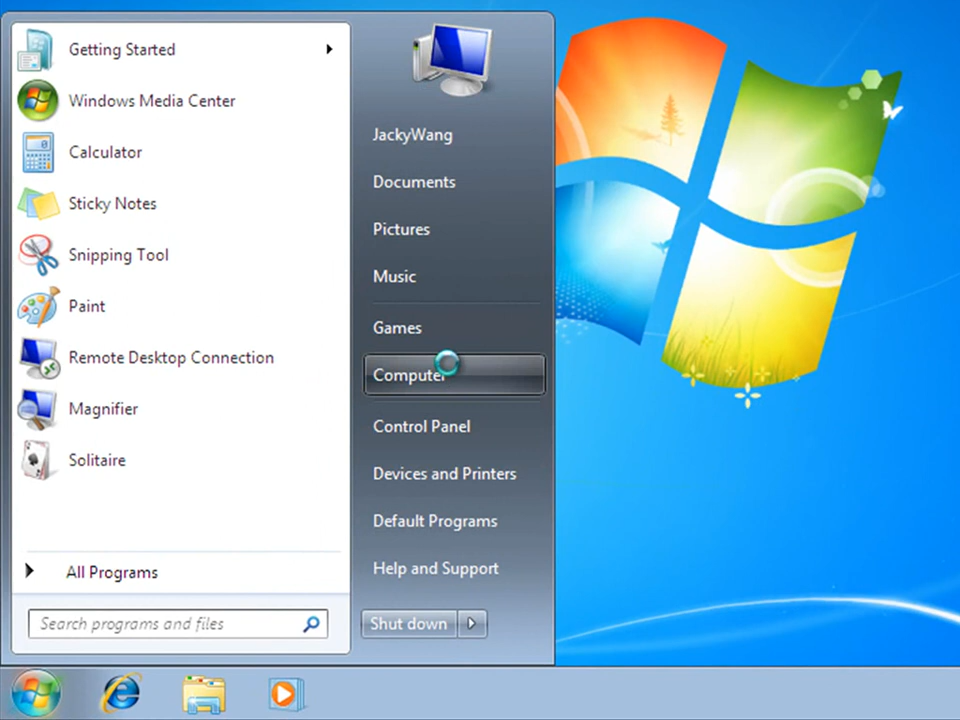 Getting Started
Windows Media Center
Calculator
Sticky Notes
Snipping Tool
Paint
Remote Desktop Connection
Magnifier
Solitaire
All Programs
Search programs and files
JackyWang
Documents
Pictures
Music
Games
Computer
Control Panel
Devices and Printers
Default Programs
Help and Support
Shut down